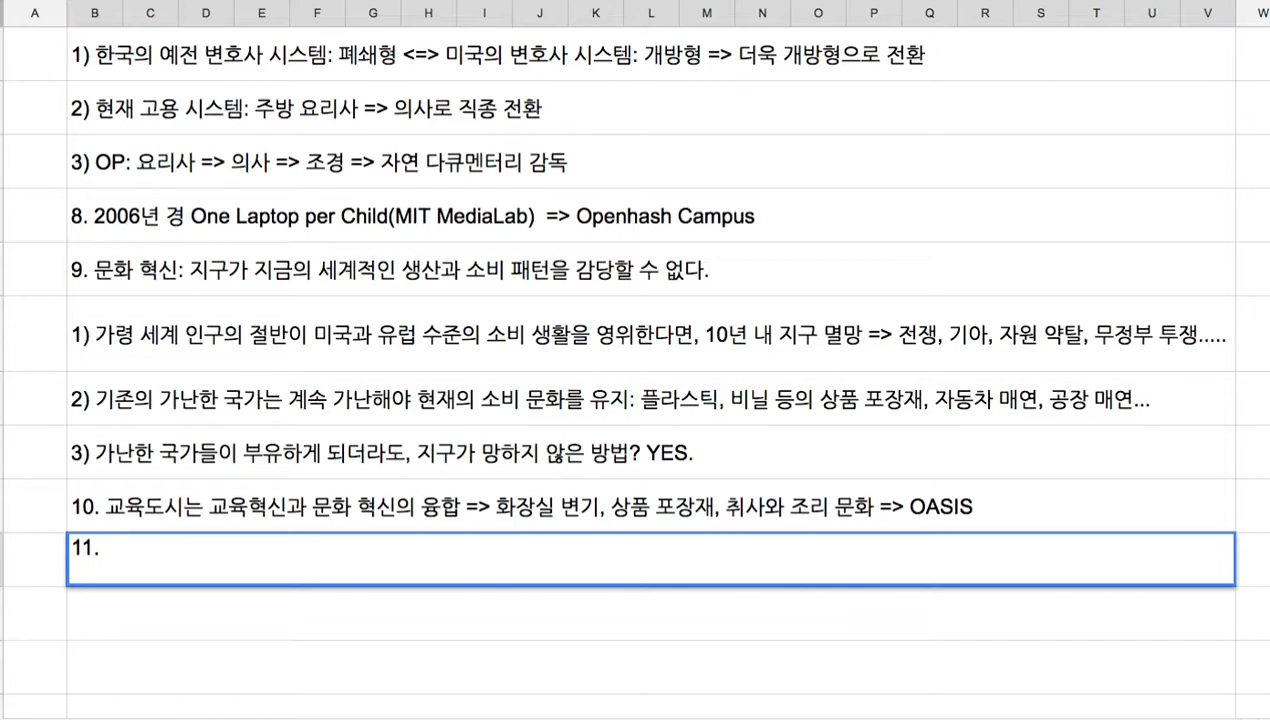 A B C D E F G H I J K L M N O P Q R S T U V W
1) 한국의 예전 변호사 시스템: 폐쇄형 <=> 미국의 변호사 시스템: 개방형 => 더욱 개방형으로 전환
2) 현재 고용 시스템: 주방 요리사 => 의사로 직종 전환
3) OP: 요리사 => 의사 => 조경 => 자연 다큐멘터리 감독
8. 2006년 경 One Laptop per Child(MIT MediaLab) => Openhash Campus
9. 문화 혁신: 지구가 지금의 세계적인 생산과 소비 패턴을 감당할 수 없다.
1) 가령 세계 인구의 절반이 미국과 유럽 수준의 소비 생활을 영위한다면, 10년 내 지구 멸망 => 전쟁, 기아, 자원 약탈, 무정부 투쟁.....
2) 기존의 가난한 국가는 계속 가난해야 현재의 소비 문화를 유지: 플라스틱, 비닐 등의 상품 포장재, 자동차 매연, 공장 매연...
3) 가난한 국가들이 부유하게 되더라도, 지구가 망하지 않은 방법? YES.
10. 교육도시는 교육혁신과 문화 혁신의 융합 => 화장실 변기, 상품 포장재, 취사와 조리 문화 => OASIS
11.